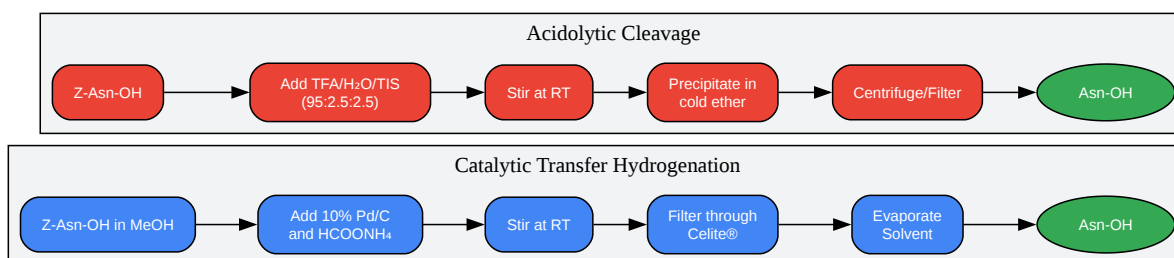 Acidolytic Cleavage
Z-Asn-OH
Add TFA/H₂O/TIS
(95:2.5:2.5)
Stir at RT
Precipitate in
cold ether
Centrifuge/Filter
Asn-OH
Catalytic Transfer Hydrogenation
Z-Asn-OH in MeOH
Add 10% Pd/C
and HCOONH₄
Stir at RT
Filter through
Celite®
Evaporate
Solvent
Asn-OH